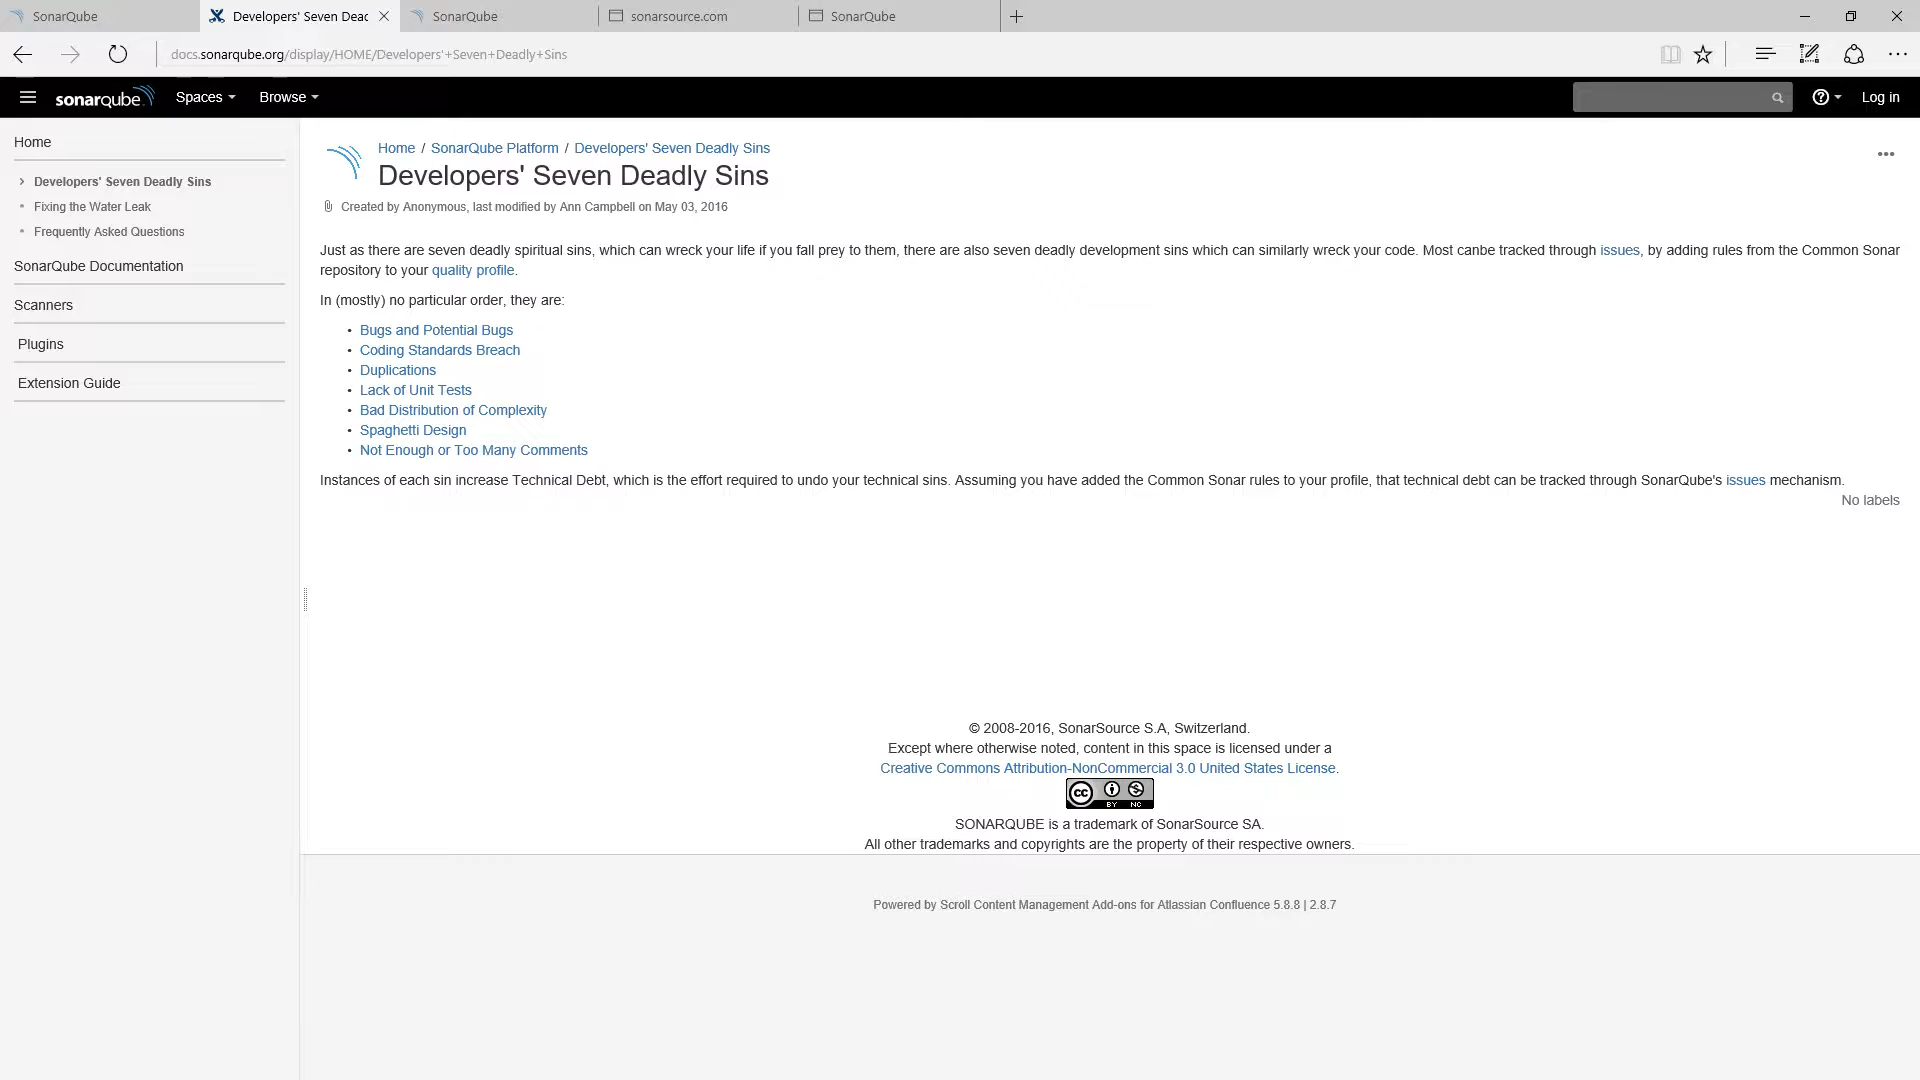 SonarQube
Developers' Seven Deac
SonarQube
sonarsource.com
SonarQube
docs.sonarqube.org/display/HOME/Developers'+Seven+Deadly+Sins
sonarqube Spaces Browse Log in
Home
Developers' Seven Deadly Sins
Fixing the Water Leak
Frequently Asked Questions
SonarQube Documentation
Scanners
Plugins
Extension Guide
Home / SonarQube Platform / Developers' Seven Deadly Sins
Developers' Seven Deadly Sins
Created by Anonymous, last modified by Ann Campbell on May 03, 2016
Just as there are seven deadly spiritual sins, which can wreck your life if you fall prey to them, there are also seven deadly development sins which can similarly wreck your code. Most canbe tracked through issues, by adding rules from the Common Sonar
repository to your quality profile.
In (mostly) no particular order, they are:
• Bugs and Potential Bugs
• Coding Standards Breach
• Duplications
• Lack of Unit Tests
• Bad Distribution of Complexity
• Spaghetti Design
• Not Enough or Too Many Comments
Instances of each sin increase Technical Debt, which is the effort required to undo your technical sins. Assuming you have added the Common Sonar rules to your profile, that technical debt can be tracked through SonarQube's issues mechanism.
No labels
© 2008-2016, SonarSource S.A, Switzerland.
Except where otherwise noted, content in this space is licensed under a
Creative Commons Attribution-NonCommercial 3.0 United States License.
cc BY NC
SONARQUBE is a trademark of SonarSource SA.
All other trademarks and copyrights are the property of their respective owners.
Powered by Scroll Content Management Add-ons for Atlassian Confluence 5.8.8 | 2.8.7